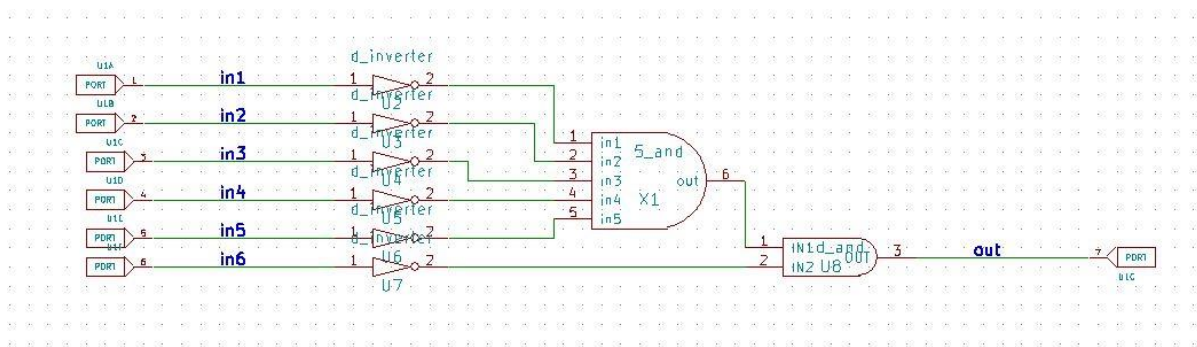 d_inverter
U1A
PORT 1 in1 1 2
d_inverter
U1B U2
PORT 2 in2 1 2
d_inverter
U1C U3
PORT 3 in3 1 2
d_inverter
U1D U4
PORT 4 in4 1 2
d_inverter
U1E U5
PORT 5 in5 1 2
d_inverter
U1F U6
PORT 6 in6 1 2
U7
1 in1
2 in2 5_and
3 in3 out 6
4 in4 X1
5 in5
1 IN1 d_and
2 IN2 U8 OUT 3 out 7 PORT
U1G